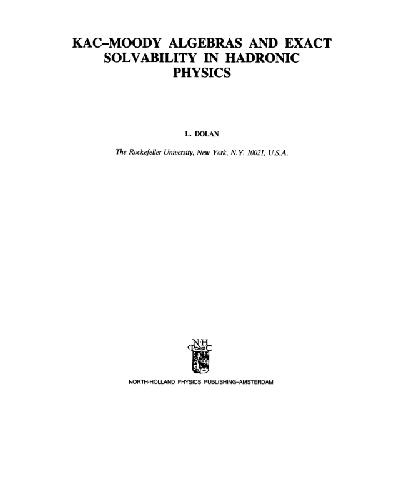 KAC–MOODY ALGEBRAS AND EXACT
SOLVABILITY IN HADRONIC
PHYSICS
L. DOLAN
The Rockefeller University, New York, N.Y. 10021, U.S.A.
N·H
NORTH-HOLLAND PHYSICS PUBLISHING–AMSTERDAM